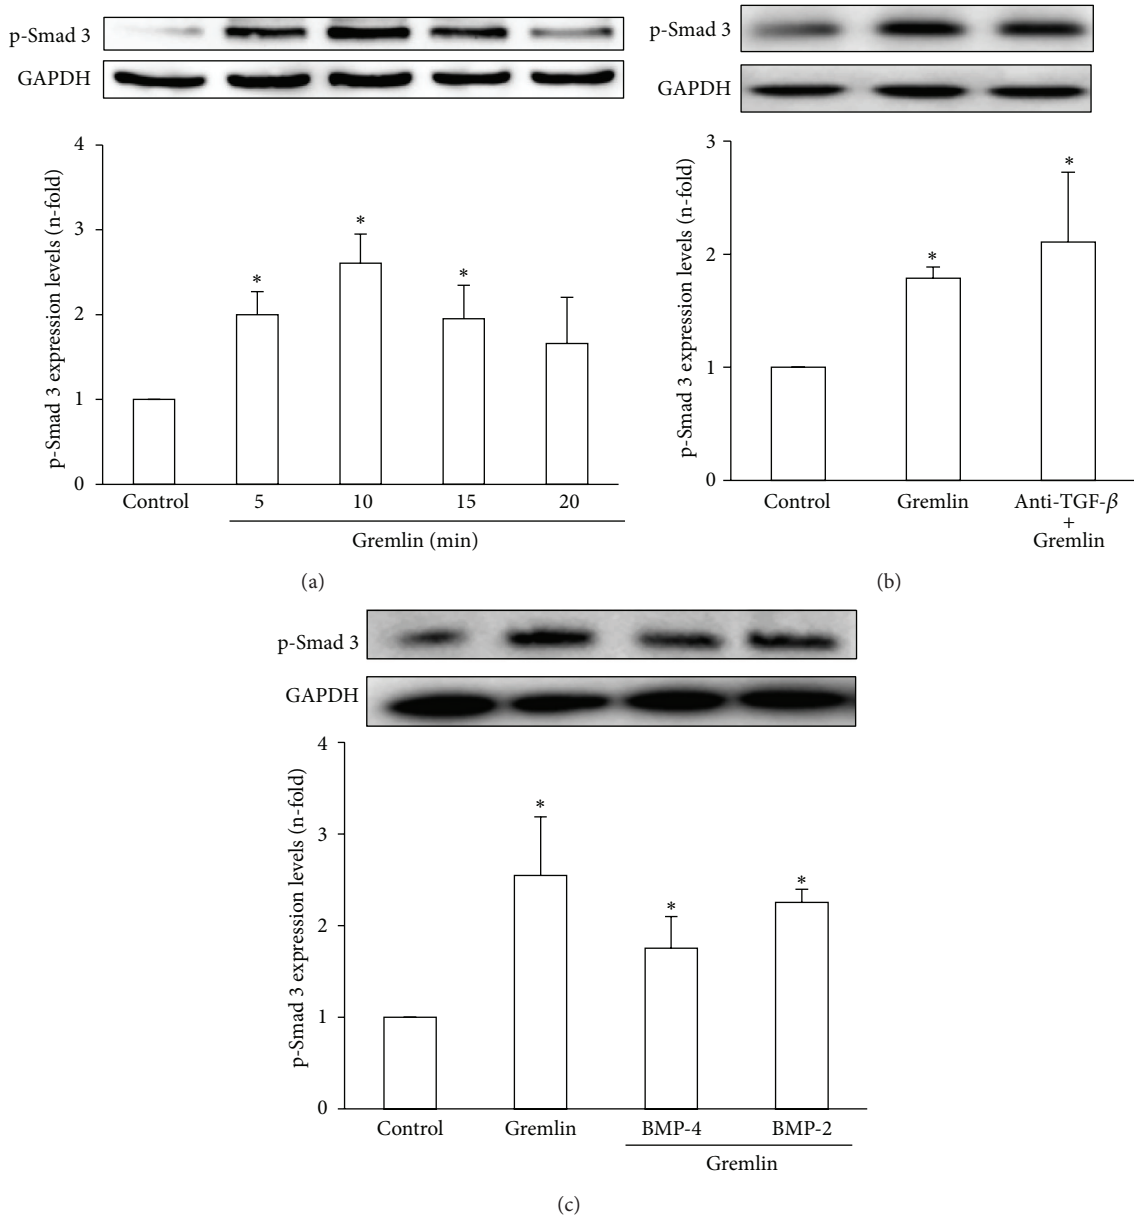 p-Smad 3
GAPDH
p-Smad 3 expression levels (n-fold)
4
3
2
1
0
*
*
*
Control
5
10
15
20
Gremlin (min)
(a)
p-Smad 3
GAPDH
p-Smad 3 expression levels (n-fold)
3
2
1
0
*
*
Control
Gremlin
Anti-TGF-β
+
Gremlin
(b)
p-Smad 3
GAPDH
p-Smad 3 expression levels (n-fold)
4
3
2
1
0
*
*
*
Control
Gremlin
BMP-4
BMP-2
Gremlin
(c)